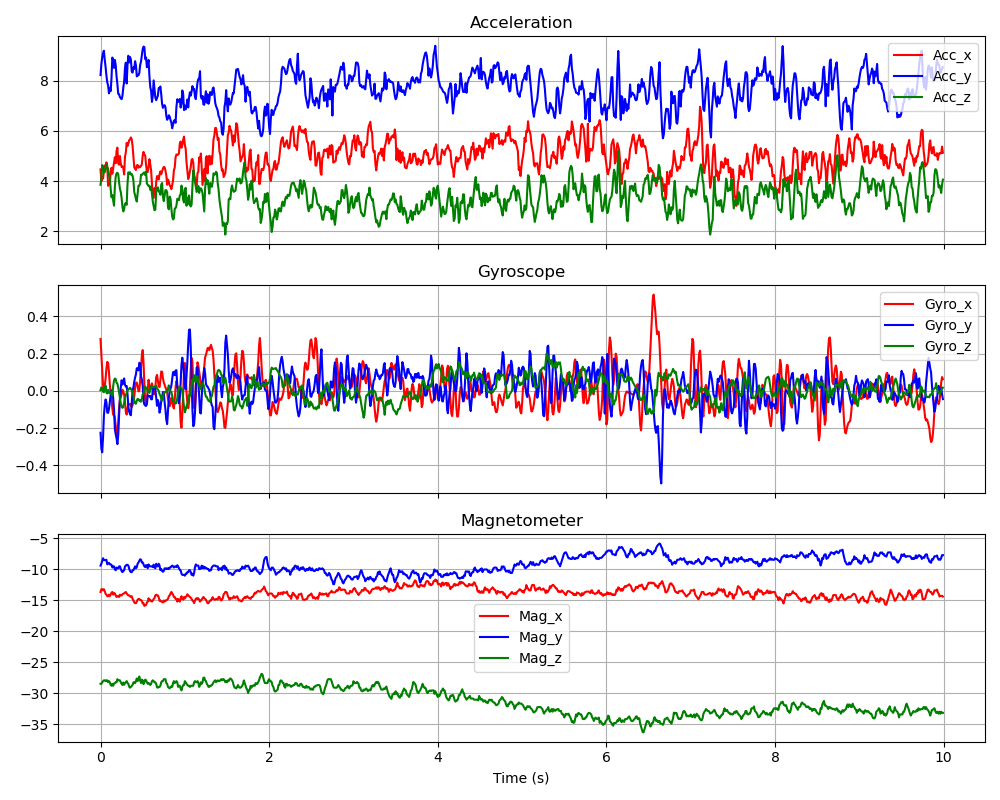 Acceleration
8
6
4
2
Acc_x
Acc_y
Acc_z
Gyroscope
0.4
0.2
0.0
−0.2
−0.4
Gyro_x
Gyro_y
Gyro_z
Magnetometer
−5
−10
−15
−20
−25
−30
−35
Mag_x
Mag_y
Mag_z
0 2 4 6 8 10
Time (s)